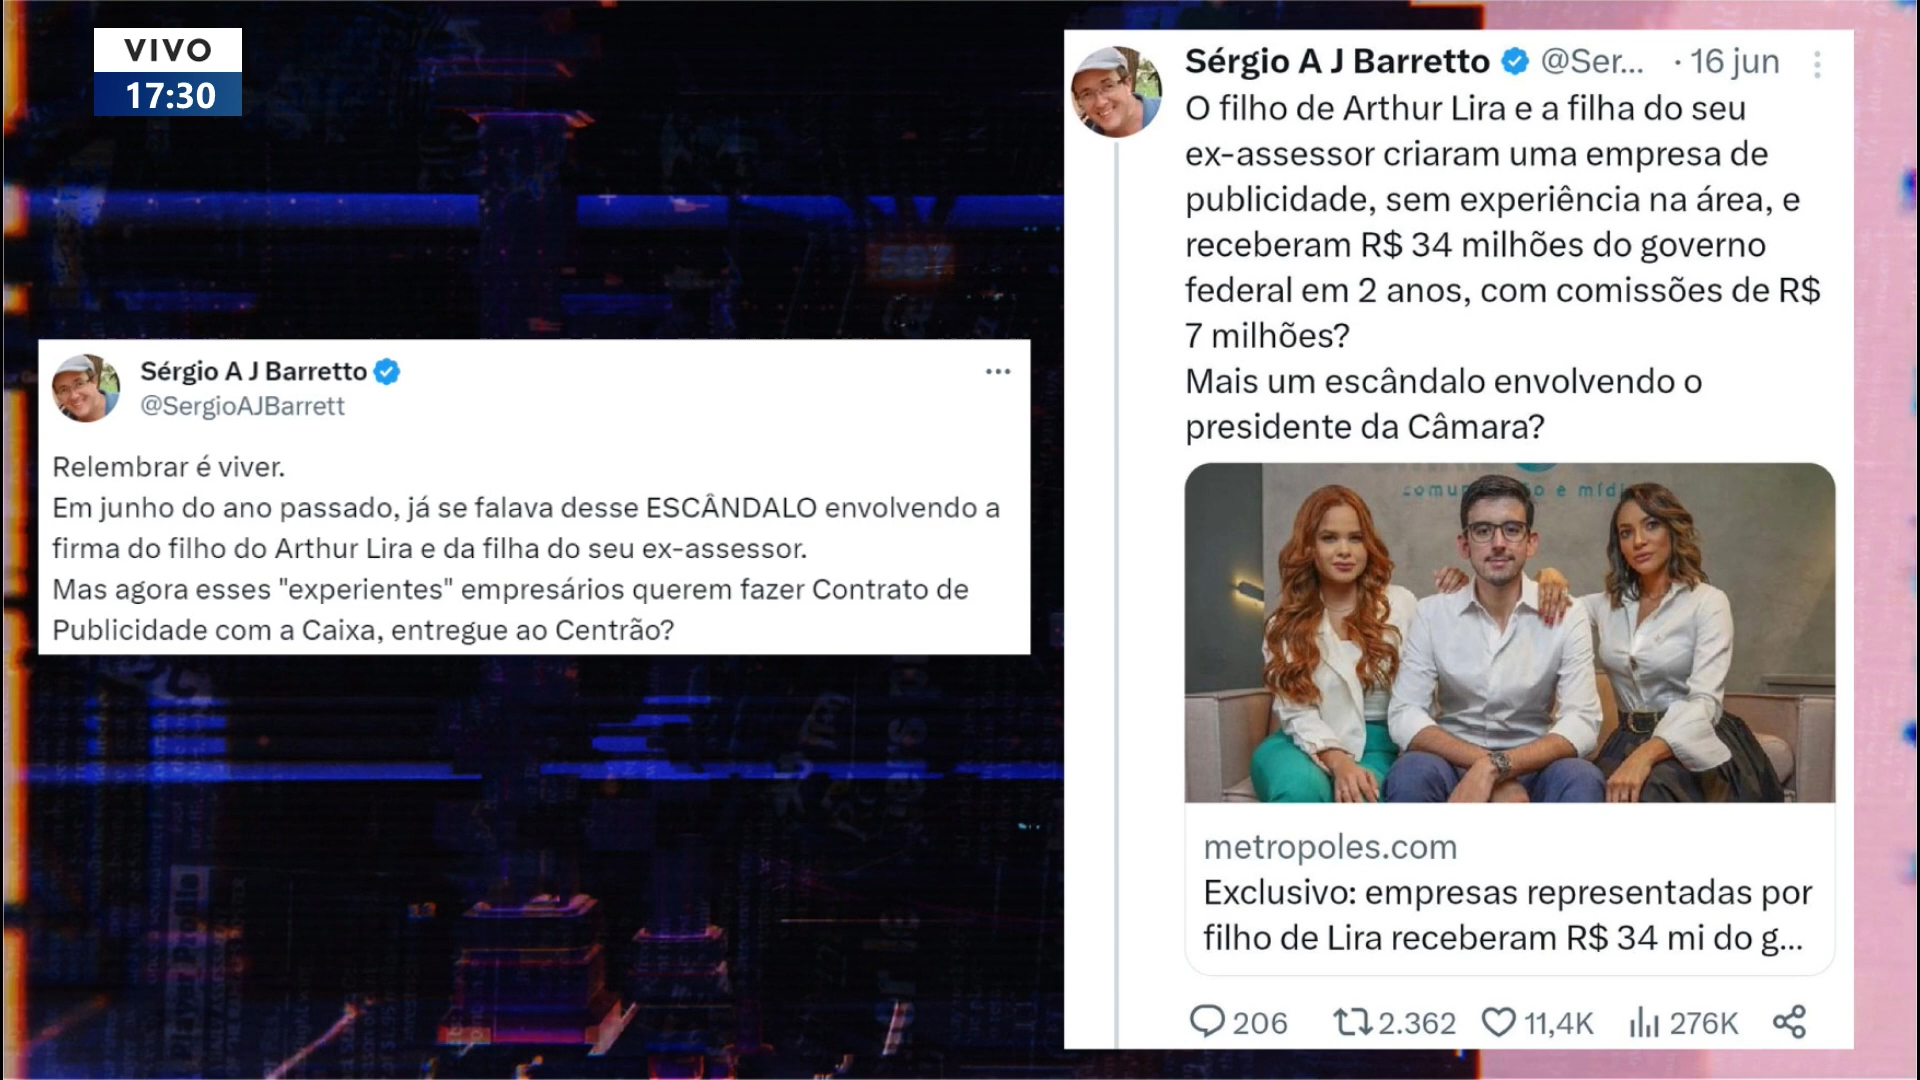 VIVO
17:30
Sérgio A J Barretto
@SergioAJBarrett
Relembrar é viver.
Em junho do ano passado, já se falava desse ESCÂNDALO envolvendo a
firma do filho do Arthur Lira e da filha do seu ex-assessor.
Mas agora esses "experientes" empresários querem fazer Contrato de
Publicidade com a Caixa, entregue ao Centrão?
Sérgio A J Barretto @Ser... · 16 jun
O filho de Arthur Lira e a filha do seu
ex-assessor criaram uma empresa de
publicidade, sem experiência na área, e
receberam R$ 34 milhões do governo
federal em 2 anos, com comissões de R$
7 milhões?
Mais um escândalo envolvendo o
presidente da Câmara?
metropoles.com
Exclusivo: empresas representadas por
filho de Lira receberam R$ 34 mi do g...
206 2.362 11,4K 276K